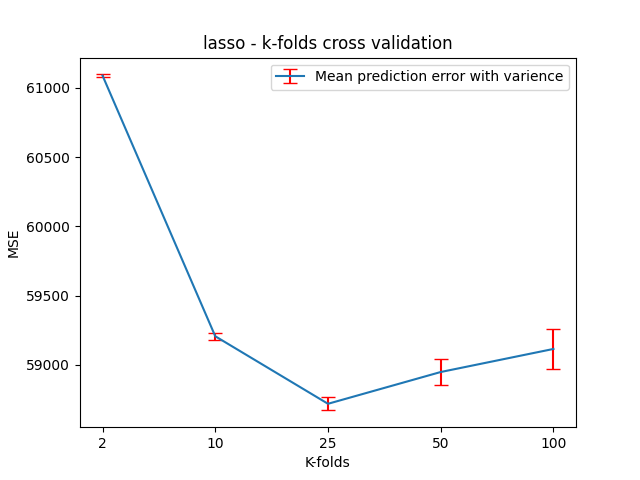 lasso - k-folds cross validation
Mean prediction error with varience
61000
60500
60000
59500
59000
MSE
2 10 25 50 100
K-folds